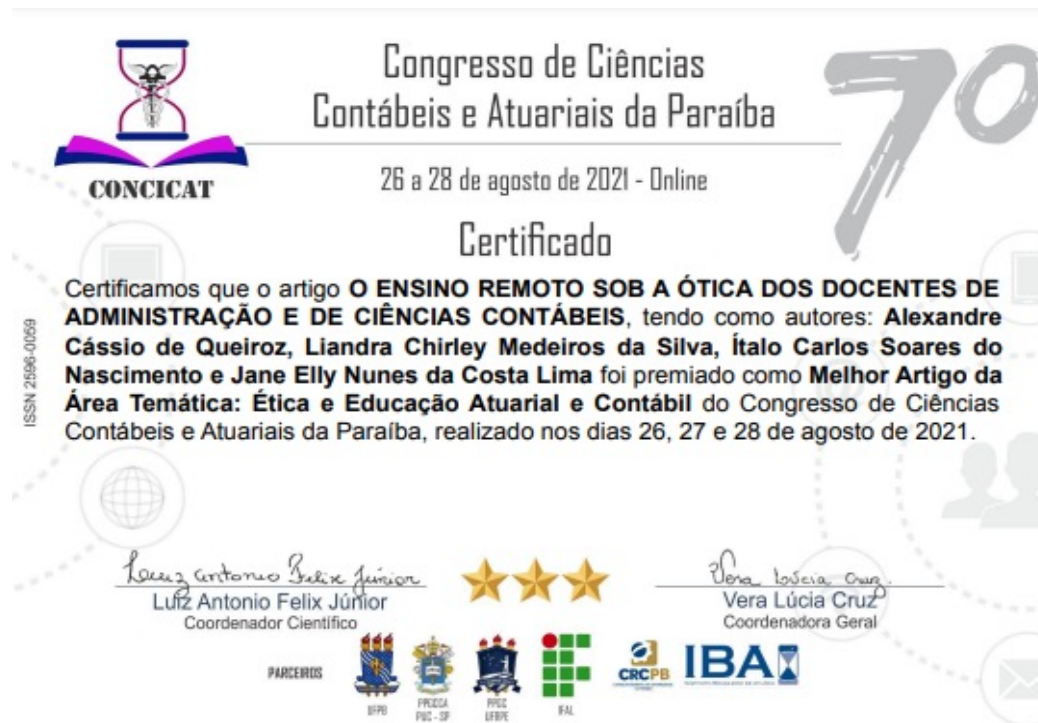 Congresso de Ciências
Contábeis e Atuariais da Paraíba
7º
CONCICAT
26 a 28 de agosto de 2021 - Online
Certificado
Certificamos que o artigo O ENSINO REMOTO SOB A ÓTICA DOS DOCENTES DE
ADMINISTRAÇÃO E DE CIÊNCIAS CONTÁBEIS, tendo como autores: Alexandre
Cássio de Queiroz, Liandra Chirley Medeiros da Silva, Ítalo Carlos Soares do
Nascimento e Jane Elly Nunes da Costa Lima foi premiado como Melhor Artigo da
Área Temática: Ética e Educação Atuarial e Contábil do Congresso de Ciências
Contábeis e Atuariais da Paraíba, realizado nos dias 26, 27 e 28 de agosto de 2021.
ISSN 2596-0059
Luiz Antonio Felix Júnior
Luiz Antonio Felix Júnior
Coordenador Científico
Vera Lúcia Cruz
Vera Lúcia Cruz
Coordenadora Geral
PARCEIROS
UFPB
PUC - SP
UFRPE
IFAL
CRCPB
IBA